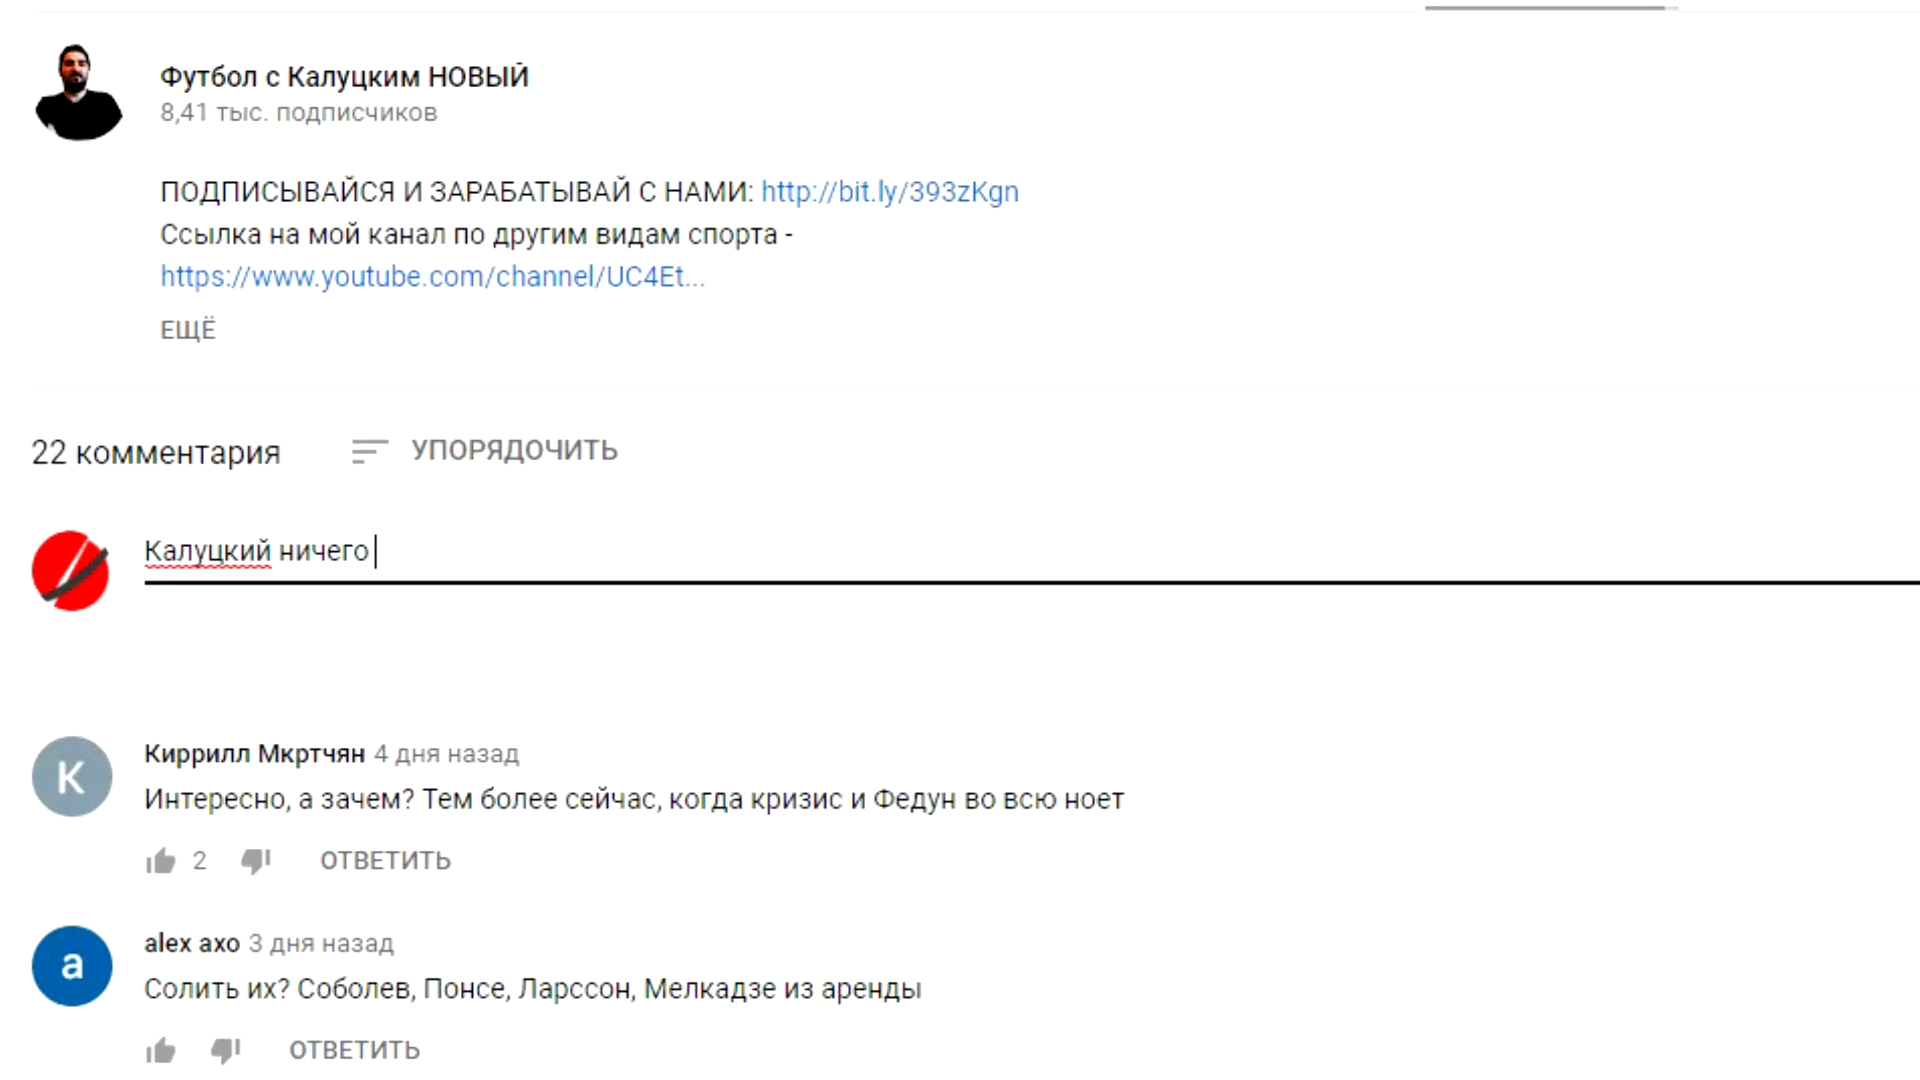 Футбол с Калуцким НОВЫЙ
8,41 тыс. подписчиков
ПОДПИСЫВАЙСЯ И ЗАРАБАТЫВАЙ С НАМИ: http://bit.ly/393zKgn
Ссылка на мой канал по другим видам спорта -
https://www.youtube.com/channel/UC4Et...
ЕЩЁ
22 комментария УПОРЯДОЧИТЬ
Калуцкий ничего
К
Киррилл Мкртчян 4 дня назад
Интересно, а зачем? Тем более сейчас, когда кризис и Федун во всю ноет
2 ОТВЕТИТЬ
a
alex axo 3 дня назад
Солить их? Соболев, Понсе, Ларссон, Мелкадзе из аренды
ОТВЕТИТЬ